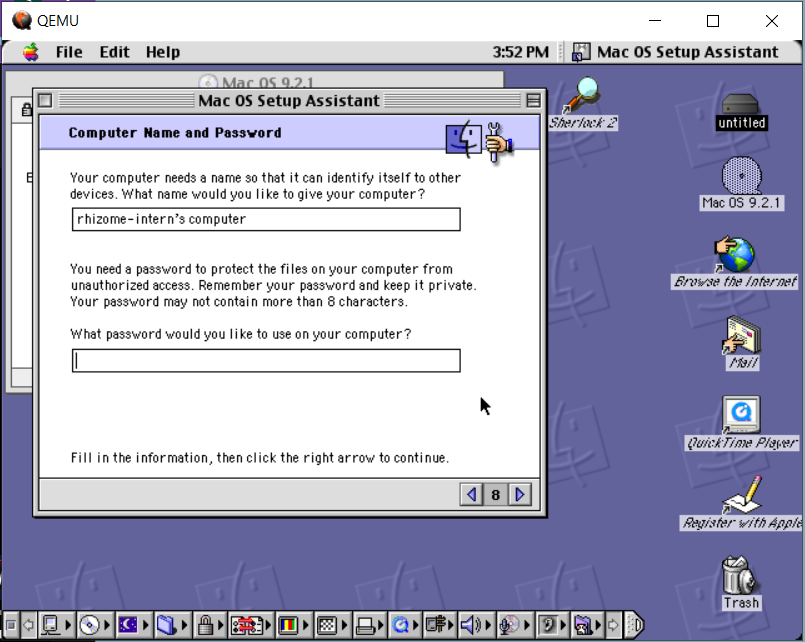 QEMU
File Edit Help
3:52 PM
Mac OS Setup Assistant
Mac OS 9.2.1
Mac OS Setup Assistant
Computer Name and Password
Your computer needs a name so that it can identify itself to other
devices. What name would you like to give your computer?
rhizome-intern's computer
You need a password to protect the files on your computer from
unauthorized access. Remember your password and keep it private.
Your password may not contain more than 8 characters.
What password would you like to use on your computer?
Fill in the information, then click the right arrow to continue.
8
Sherlock 2
untitled
Mac OS 9.2.1
Browse the Internet
Mail
QuickTime Player
Register with Apple
Trash